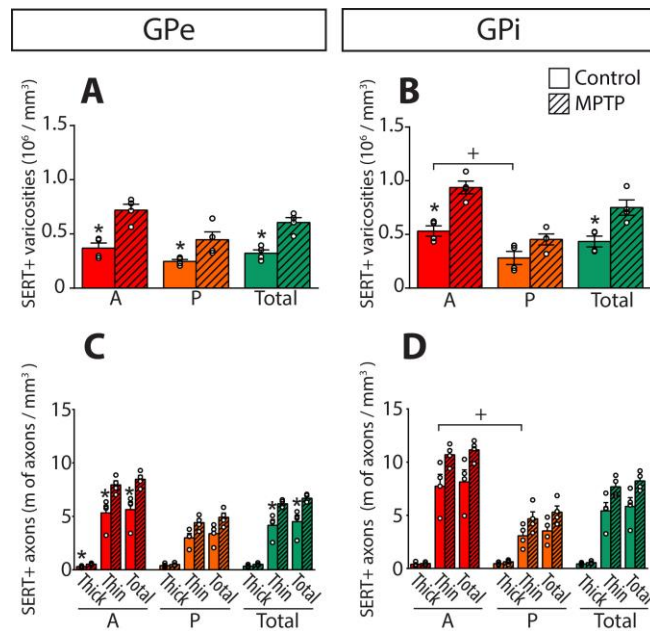 GPe
GPi
Control
MPTP
A
SERT+ varicosities (10⁶ / mm³)
1.5
1.0
0.5
0
*
*
*
A
P
Total
B
SERT+ varicosities (10⁶ / mm³)
1.5
1.0
0.5
0
*
+
*
A
P
Total
C
SERT+ axons (m of axons / mm³)
15
10
5
0
*
*
*
*
*
Thick
Thin
Total
Thick
Thin
Total
Thick
Thin
Total
A
P
Total
D
SERT+ axons (m of axons / mm³)
15
10
5
0
+
Thick
Thin
Total
Thick
Thin
Total
Thick
Thin
Total
A
P
Total